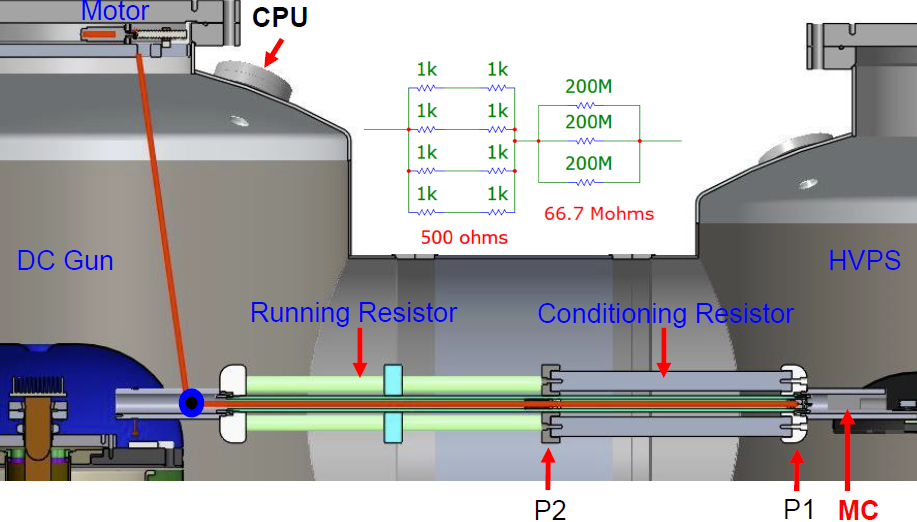 Motor
CPU
1k 1k
200M
1k 1k
200M
1k 1k
200M
1k 1k
66.7 Mohms
500 ohms
DC Gun
HVPS
Running Resistor
Conditioning Resistor
P2
P1
MC